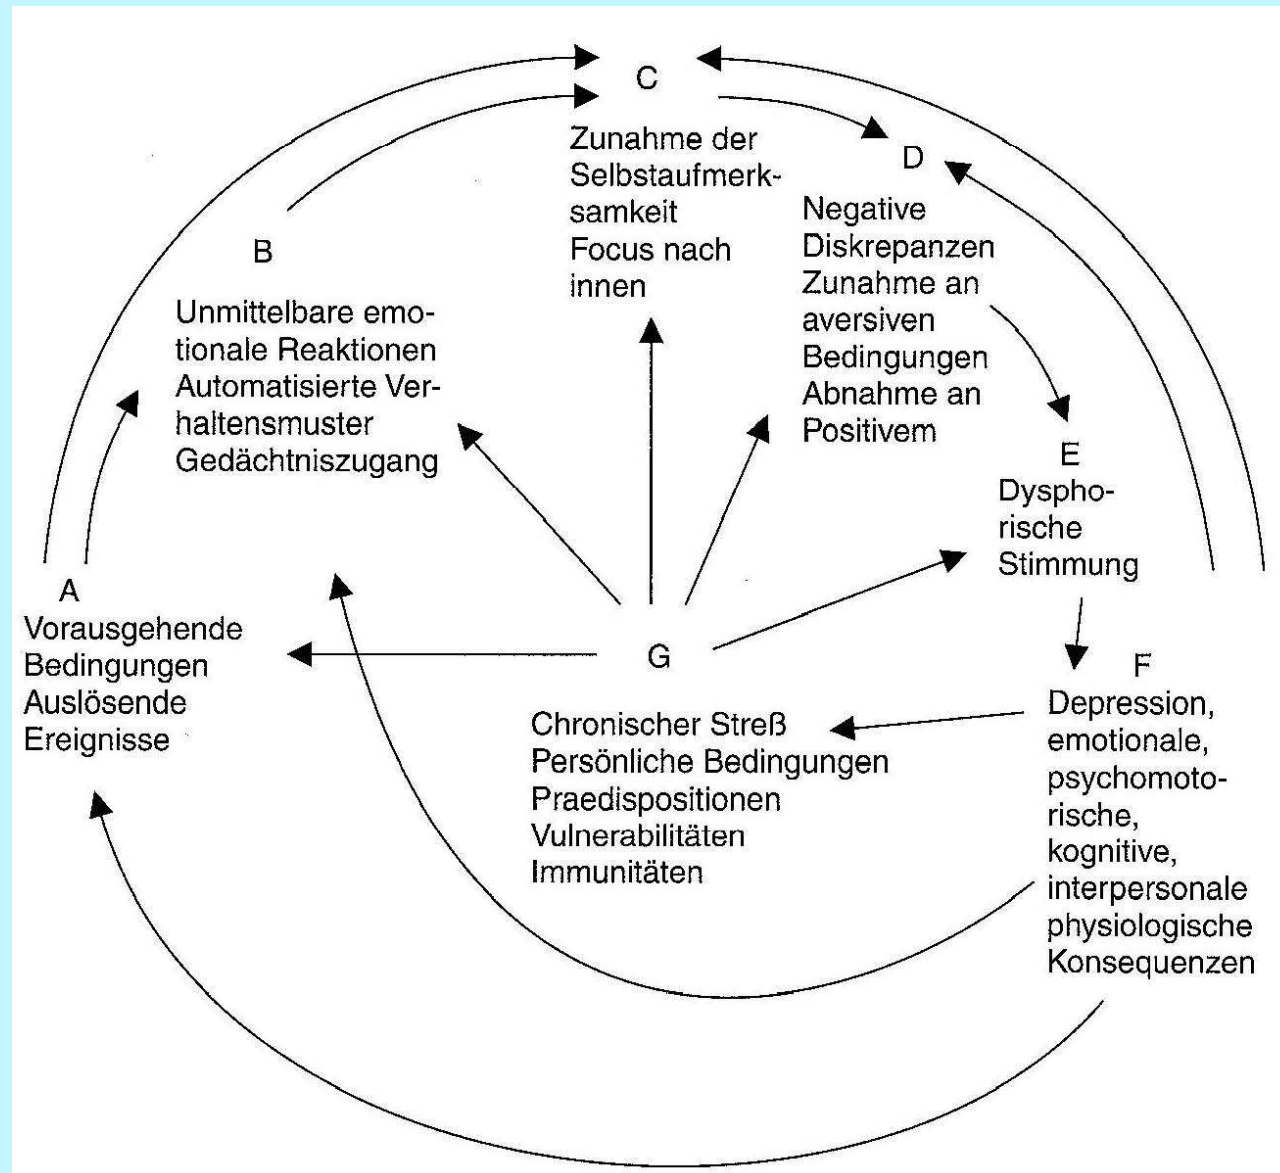 C
Zunahme der
Selbstaufmerk-
samkeit
Focus nach
innen
D
Negative
Diskrepanzen
Zunahme an
aversiven
Bedingungen
Abnahme an
Positivem
B
Unmittelbare emo-
tionale Reaktionen
Automatisierte Ver-
haltensmuster
Gedächtniszugang
E
Dyspho-
rische
Stimmung
A
Vorausgehende
Bedingungen
Auslösende
Ereignisse
G
Chronischer Streß
Persönliche Bedingungen
Praedispositionen
Vulnerabilitäten
Immunitäten
F
Depression,
emotionale,
psychomoto-
rische,
kognitive,
interpersonale
physiologische
Konsequenzen